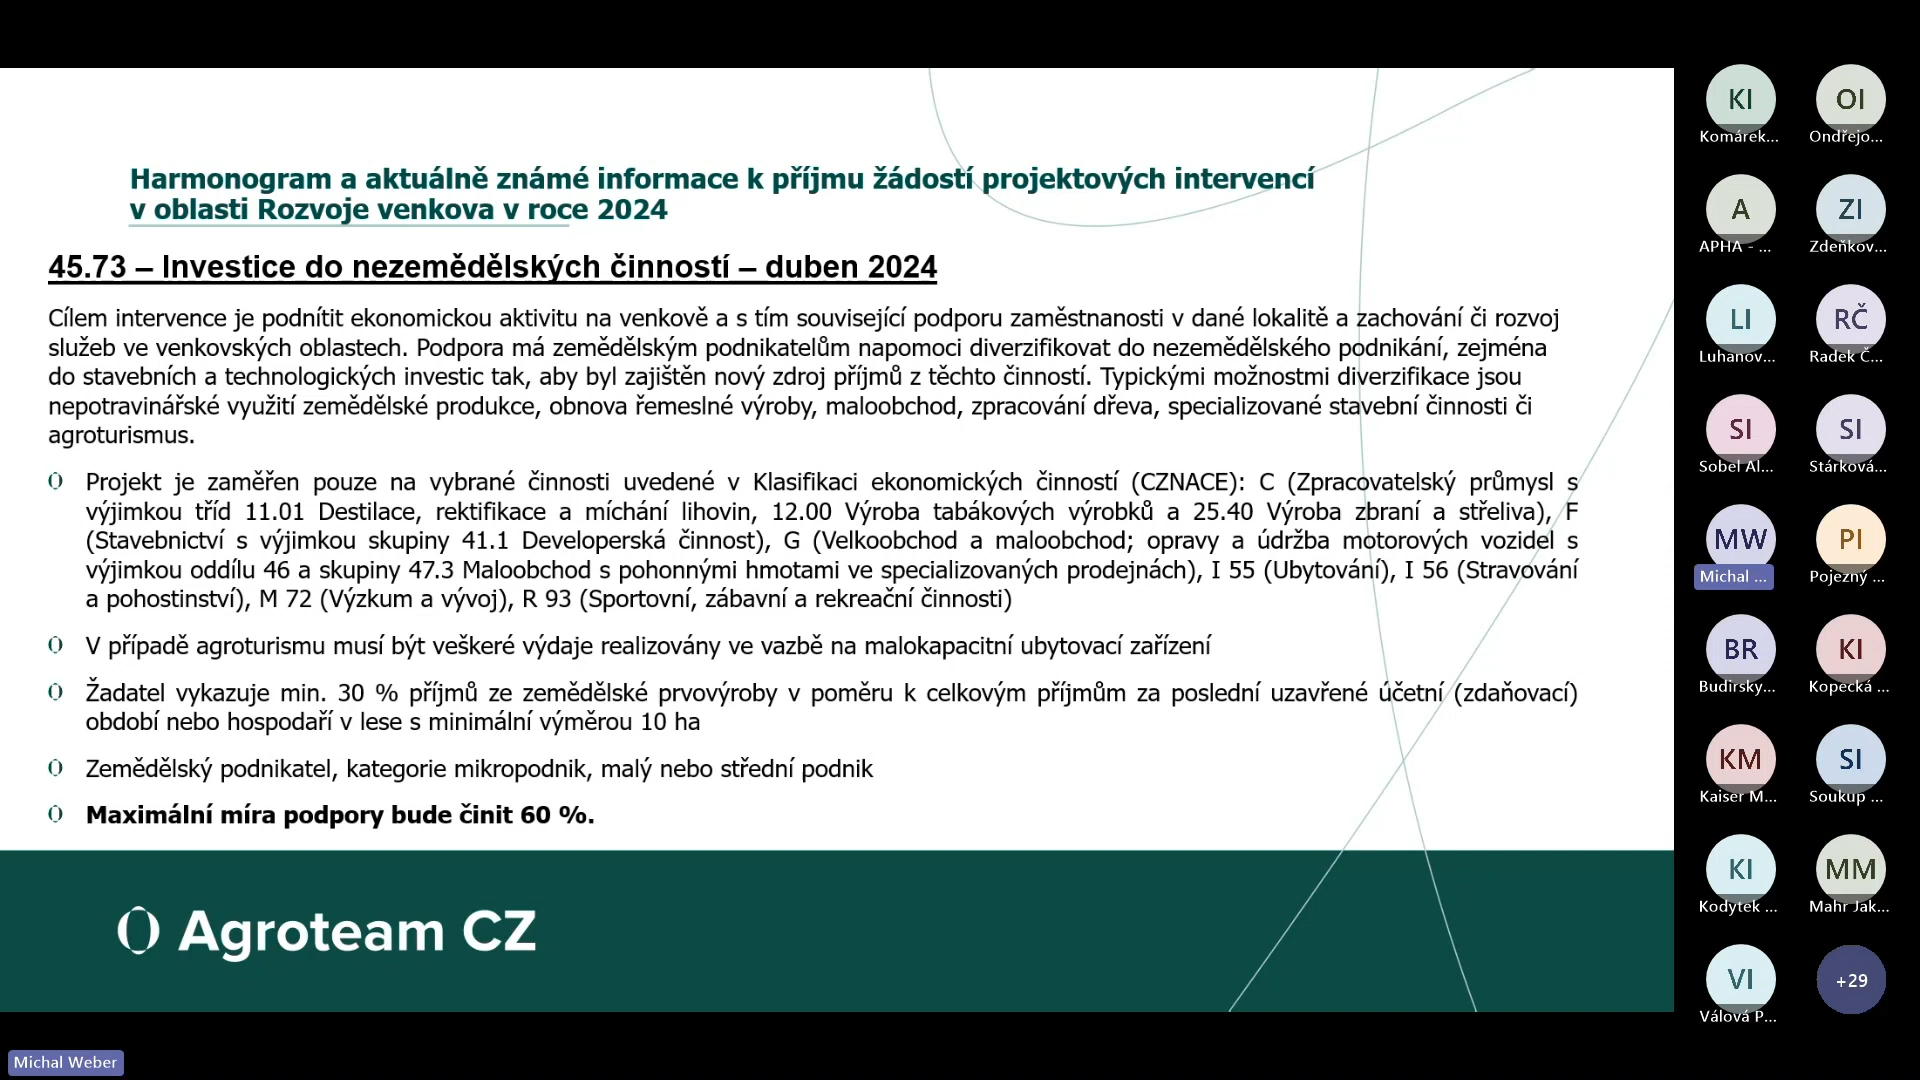 Harmonogram a aktuálně známé informace k příjmu žádostí projektových intervencí
v oblasti Rozvoje venkova v roce 2024
45.73 – Investice do nezemědělských činností – duben 2024
Cílem intervence je podnítit ekonomickou aktivitu na venkově a s tím související podporu zaměstnanosti v dané lokalitě a zachování či rozvoj
služeb ve venkovských oblastech. Podpora má zemědělským podnikatelům napomoci diverzifikovat do nezemědělského podnikání, zejména
do stavebních a technologických investic tak, aby byl zajištěn nový zdroj příjmů z těchto činností. Typickými možnostmi diverzifikace jsou
nepotravinářské využití zemědělské produkce, obnova řemeslné výroby, maloobchod, zpracování dřeva, specializované stavební činnosti či
agroturismus.
Projekt je zaměřen pouze na vybrané činnosti uvedené v Klasifikaci ekonomických činností (CZNACE): C (Zpracovatelský průmysl s
výjimkou tříd 11.01 Destilace, rektifikace a míchání lihovin, 12.00 Výroba tabákových výrobků a 25.40 Výroba zbraní a střeliva), F
(Stavebnictví s výjimkou skupiny 41.1 Developerská činnost), G (Velkoobchod a maloobchod; opravy a údržba motorových vozidel s
výjimkou oddílu 46 a skupiny 47.3 Maloobchod s pohonnými hmotami ve specializovaných prodejnách), I 55 (Ubytování), I 56 (Stravování
a pohostinství), M 72 (Výzkum a vývoj), R 93 (Sportovní, zábavní a rekreační činnosti)
V případě agroturismu musí být veškeré výdaje realizovány ve vazbě na malokapacitní ubytovací zařízení
Žadatel vykazuje min. 30 % příjmů ze zemědělské prvovýroby v poměru k celkovým příjmům za poslední uzavřené účetní (zdaňovací)
období nebo hospodaří v lese s minimální výměrou 10 ha
Zemědělský podnikatel, kategorie mikropodnik, malý nebo střední podnik
Maximální míra podpory bude činit 60 %.
Agroteam CZ
Michal Weber
KI
Komárek...
OI
Ondřejo...
A
APHA - ...
ZI
Zdeňkov...
LI
Luhanov...
RČ
Radek Č...
SI
Sobel Al...
SI
Stárková...
MW
Michal ...
PI
Pojezný ...
BR
Budirsky...
KI
Kopecká ...
KM
Kaiser M...
SI
Soukup ...
KI
Kodytek ...
MM
Mahr Jak...
VI
Válová P...
+29